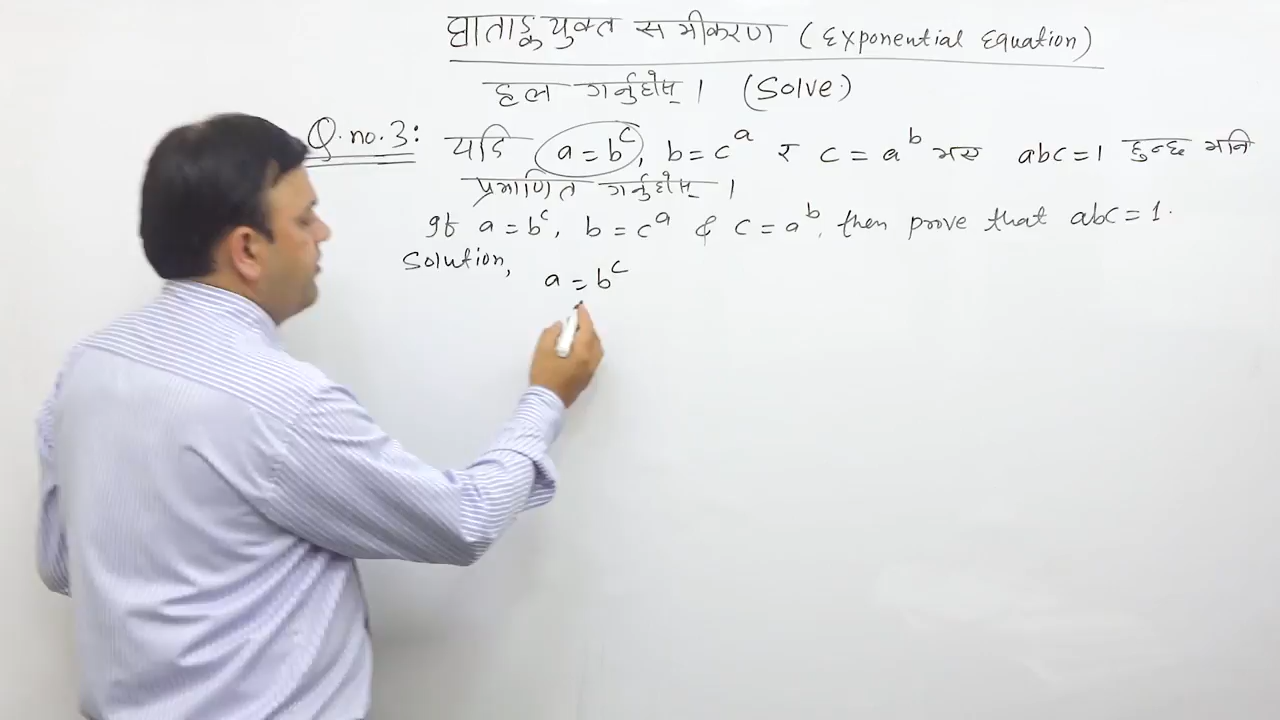 घाताङ्कयुक्त समीकरण (Exponential Equation)
हल गर्नुहोस् । (Solve)
Q. no. 3: यदि a = b^c, b = c^a र c = a^b भए abc = 1 हुन्छ भनि
प्रमाणित गर्नुहोस् ।
If a = b^c, b = c^a & c = a^b, then prove that abc = 1.
Solution,
a = b^c